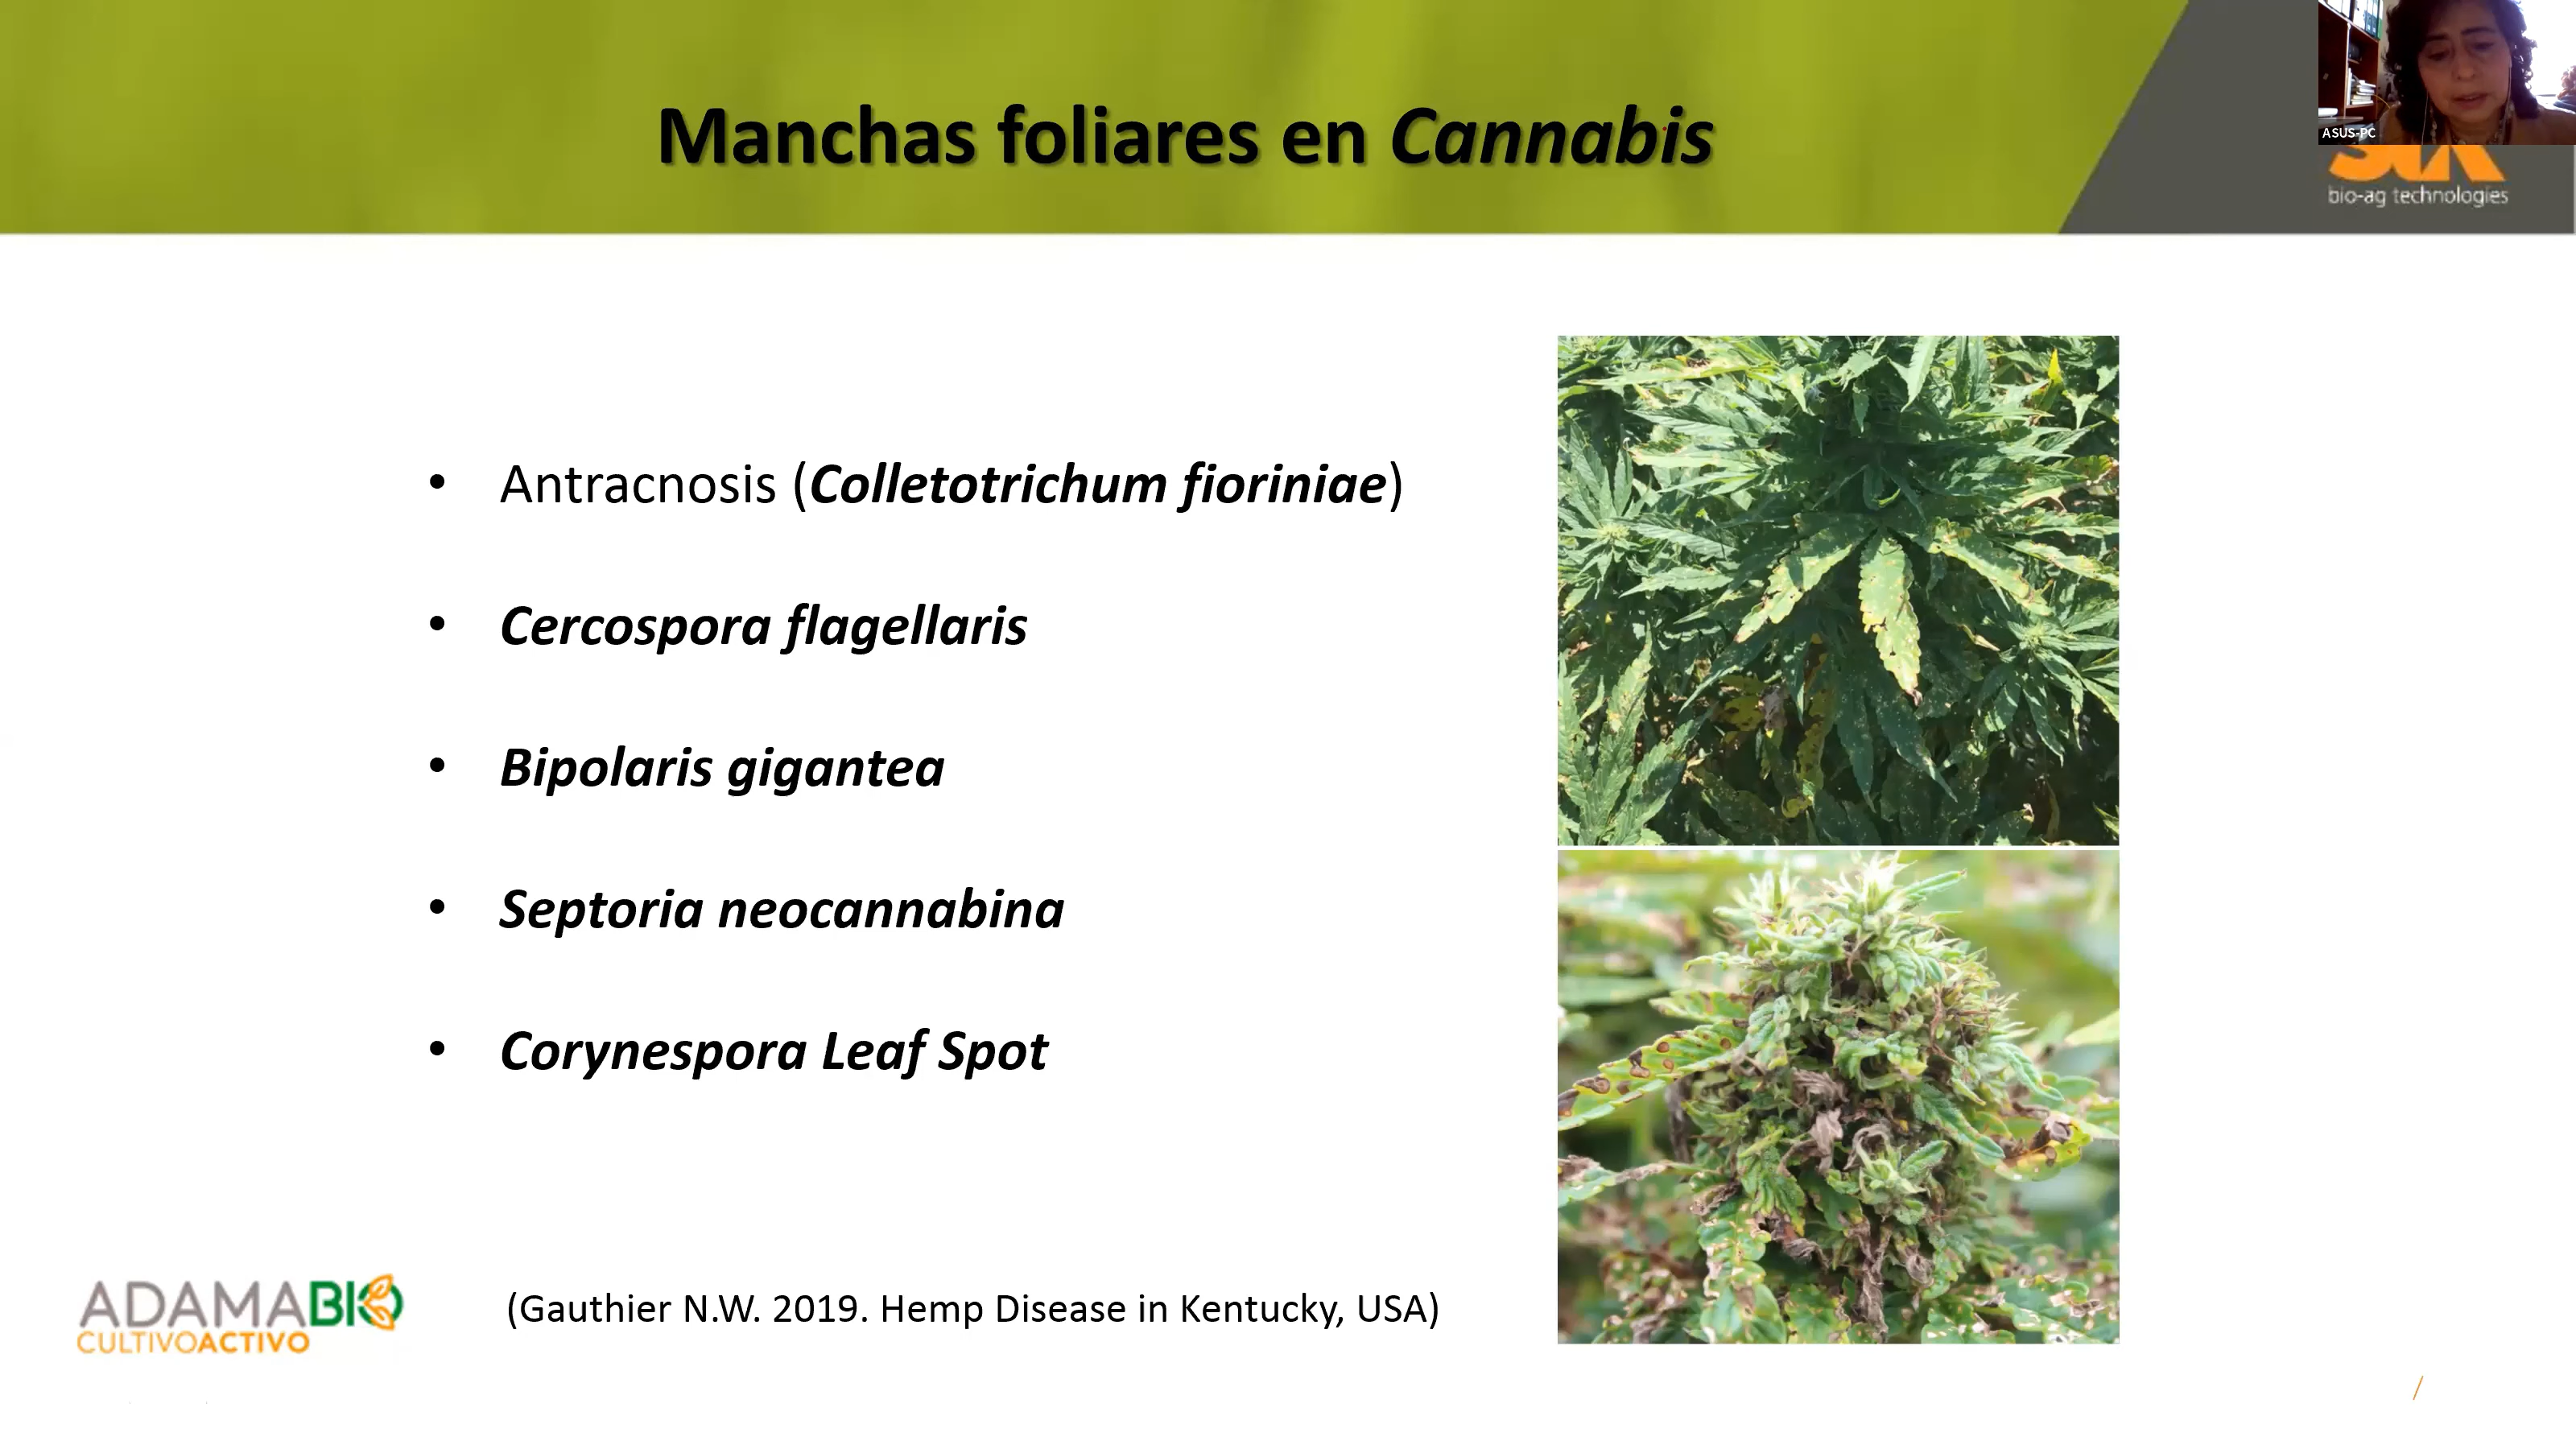 Manchas foliares en Cannabis
ASUS-PC
bio-ag technologies
• Antracnosis (Colletotrichum fioriniae)
• Cercospora flagellaris
• Bipolaris gigantea
• Septoria neocannabina
• Corynespora Leaf Spot
ADAMABIO
CULTIVOACTIVO
(Gauthier N.W. 2019. Hemp Disease in Kentucky, USA)
/